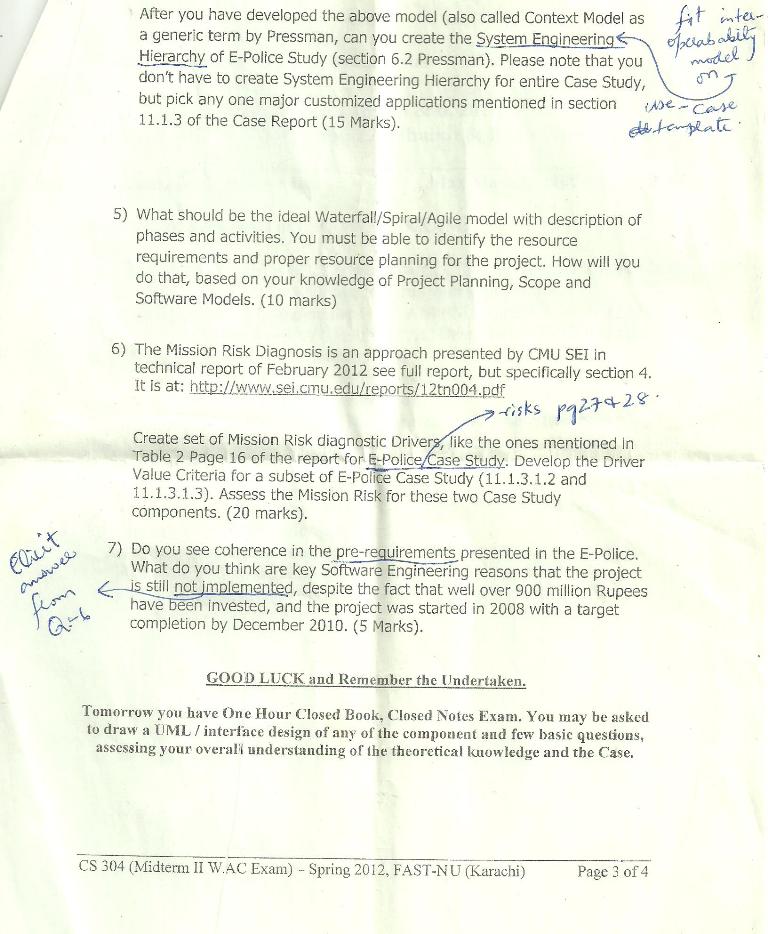 After you have developed the above model (also called Context Model as
a generic term by Pressman, can you create the System Engineering
Hierarchy of E-Police Study (section 6.2 Pressman). Please note that you
don't have to create System Engineering Hierarchy for entire Case Study,
but pick any one major customized applications mentioned in section
11.1.3 of the Case Report (15 Marks).
fit inter-
operability
model
on
use-case
template.
5) What should be the ideal Waterfall/Spiral/Agile model with description of
phases and activities. You must be able to identify the resource
requirements and proper resource planning for the project. How will you
do that, based on your knowledge of Project Planning, Scope and
Software Models. (10 marks)
6) The Mission Risk Diagnosis is an approach presented by CMU SEI in
technical report of February 2012 see full report, but specifically section 4.
It is at: http://www.sei.cmu.edu/reports/12tn004.pdf
risks pg 27 & 28.
Create set of Mission Risk diagnostic Drivers, like the ones mentioned in
Table 2 Page 16 of the report for E-Police/Case Study. Develop the Driver
Value Criteria for a subset of E-Police Case Study (11.1.3.1.2 and
11.1.3.1.3). Assess the Mission Risk for these two Case Study
components. (20 marks).
Elicit
answer
from
Q-6
7) Do you see coherence in the pre-requirements presented in the E-Police.
What do you think are key Software Engineering reasons that the project
is still not implemented, despite the fact that well over 900 million Rupees
have been invested, and the project was started in 2008 with a target
completion by December 2010. (5 Marks).
GOOD LUCK and Remember the Undertaken.
Tomorrow you have One Hour Closed Book, Closed Notes Exam. You may be asked
to draw a UML / interface design of any of the component and few basic questions,
assessing your overall understanding of the theoretical knowledge and the Case.
CS 304 (Midterm II W.AC Exam) – Spring 2012, FAST-NU (Karachi) Page 3 of 4